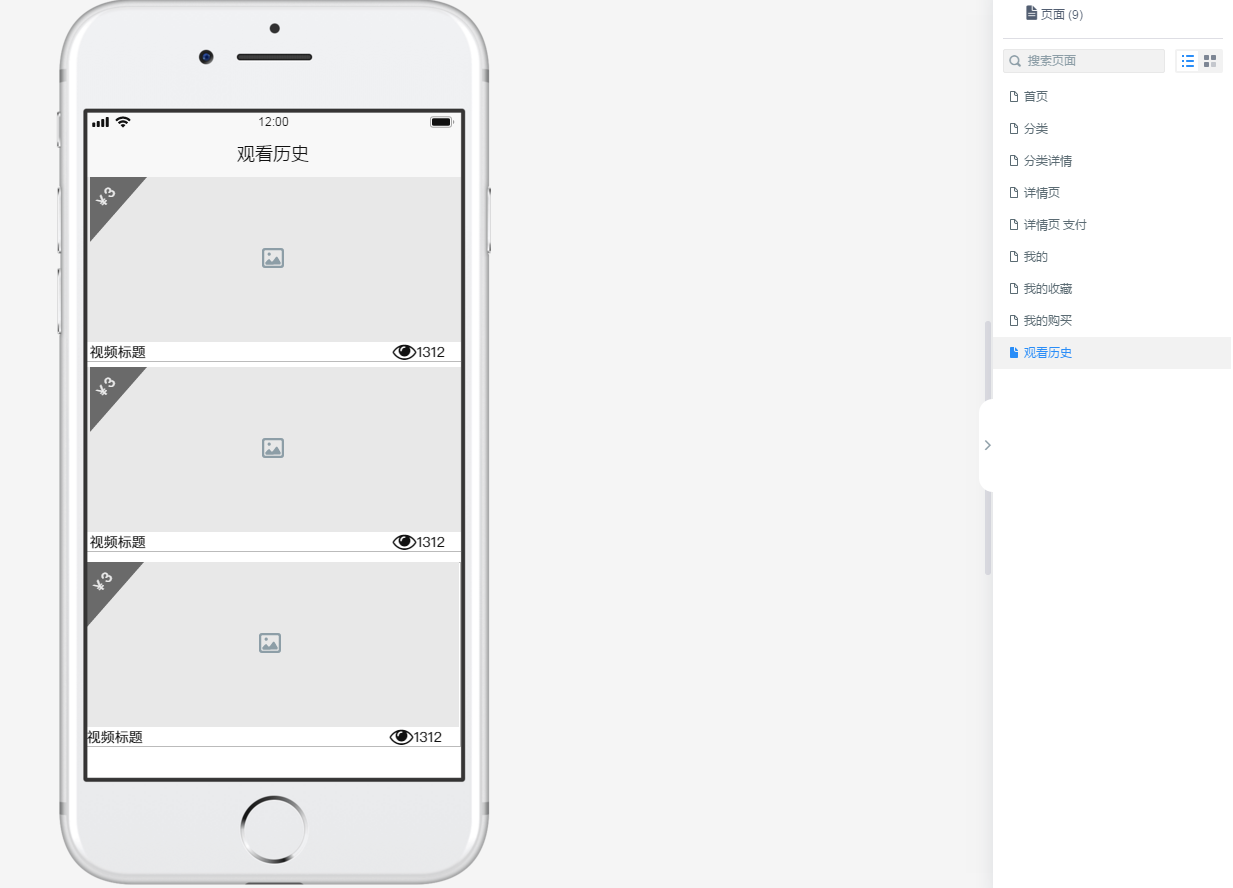 12:00
观看历史
¥3
视频标题
1312
¥3
视频标题
1312
¥3
视频标题
1312
页面 (9)
搜索页面
首页
分类
分类详情
详情页
详情页 支付
我的
我的收藏
我的购买
观看历史